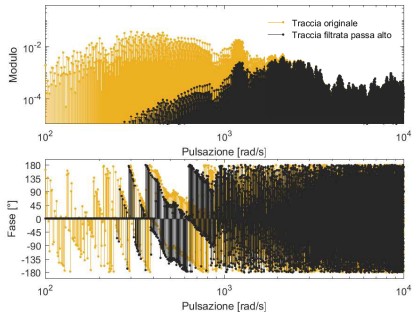 Traccia originale
Traccia filtrata passa alto
Modulo
10^-2
10^-4
10^2
10^3
10^4
Pulsazione [rad/s]
Fase [°]
180
135
90
45
0
-45
-90
-135
-180
10^2
10^3
10^4
Pulsazione [rad/s]